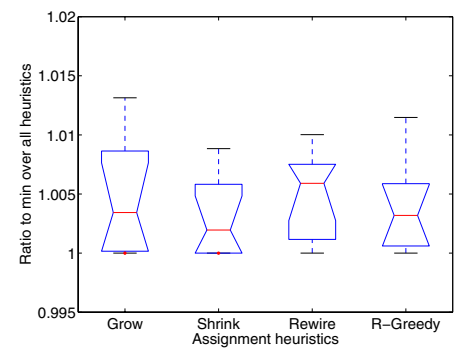 1.02
1.015
1.01
1.005
1
0.995
Ratio to min over all heuristics
Grow Shrink Rewire R-Greedy
Assignment heuristics